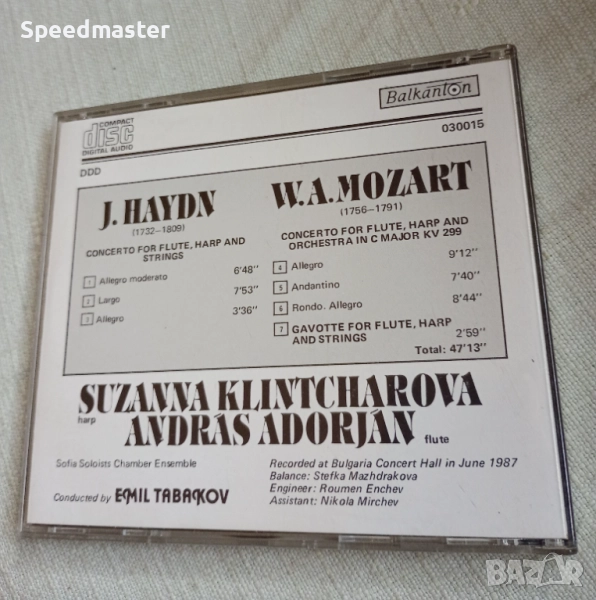 Speedmaster
COMPACT
disc
DIGITAL AUDIO
Balkanton
030015
DDD
J. HAYDN
(1732–1809)
CONCERTO FOR FLUTE, HARP AND
STRINGS
1 Allegro moderato 6'48"
2 Largo 7'53"
3 Allegro 3'36"
W.A.MOZART
(1756–1791)
CONCERTO FOR FLUTE, HARP AND
ORCHESTRA IN C MAJOR KV 299
4 Allegro 9'12"
5 Andantino 7'40"
6 Rondo. Allegro 8'44"
7 GAVOTTE FOR FLUTE, HARP
AND STRINGS 2'59"
Total: 47'13"
SUZANNA KLINTCHAROVA
harp
ANDRÁS ADORJÁN
flute
Sofia Soloists Chamber Ensemble
Conducted by EMIL TABAKOV
Recorded at Bulgaria Concert Hall in June 1987
Balance: Stefka Mazhdrakova
Engineer: Roumen Enchev
Assistant: Nikola Mirchev
BAZAR